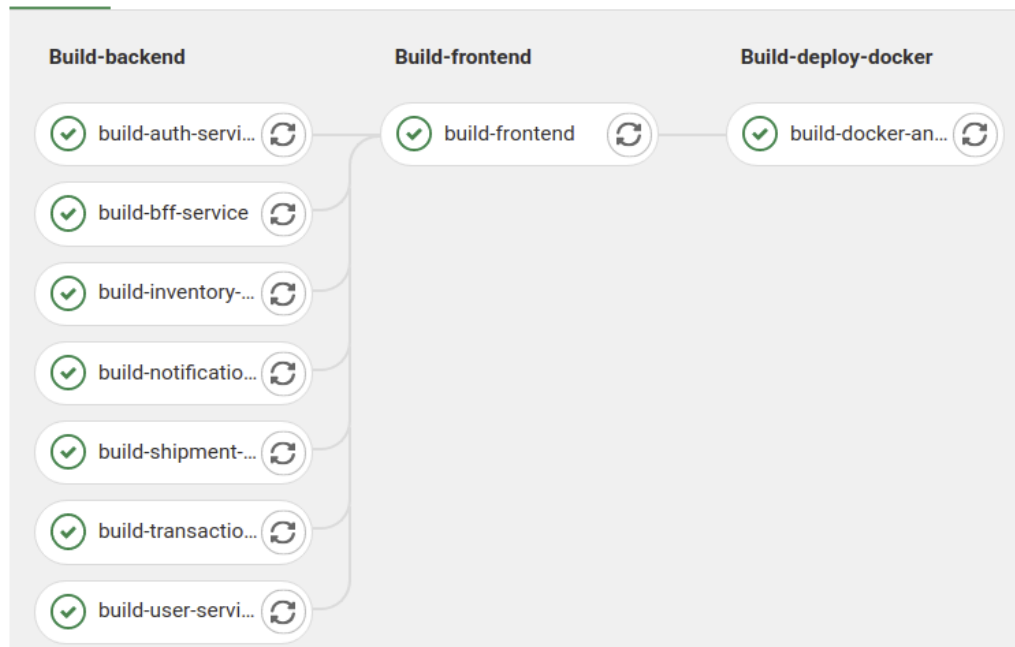 Build-backend
Build-frontend
Build-deploy-docker
build-auth-servi...
build-frontend
build-docker-an...
build-bff-service
build-inventory-...
build-notificatio...
build-shipment-...
build-transactio...
build-user-servi...